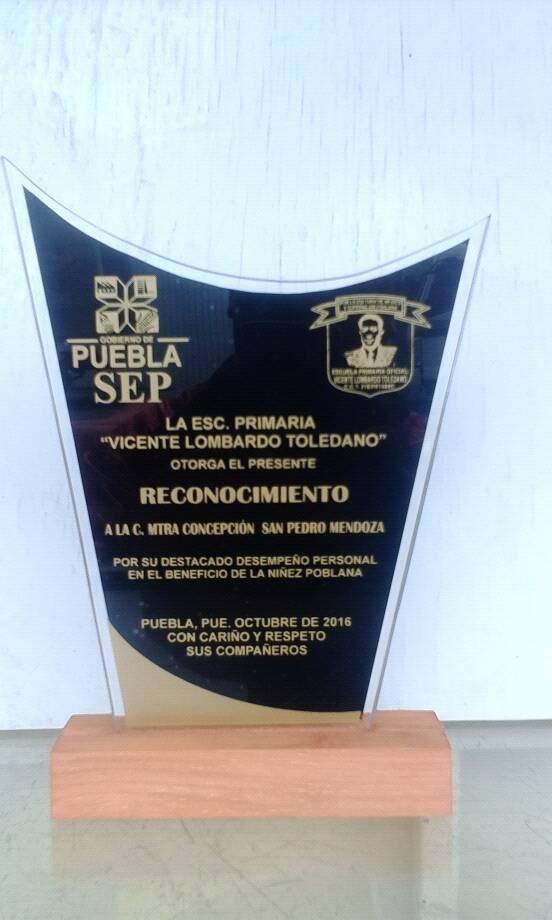 GOBIERNO DE
PUEBLA
SEP
ESCUELA PRIMARIA OFICIAL
VICENTE LOMBARDO TOLEDANO
LA ESC. PRIMARIA
"VICENTE LOMBARDO TOLEDANO"
OTORGA EL PRESENTE
RECONOCIMIENTO
A LA C. MTRA CONCEPCIÓN SAN PEDRO MENDOZA
POR SU DESTACADO DESEMPEÑO PERSONAL
EN EL BENEFICIO DE LA NIÑEZ POBLANA
PUEBLA, PUE. OCTUBRE DE 2016
CON CARIÑO Y RESPETO
SUS COMPAÑEROS